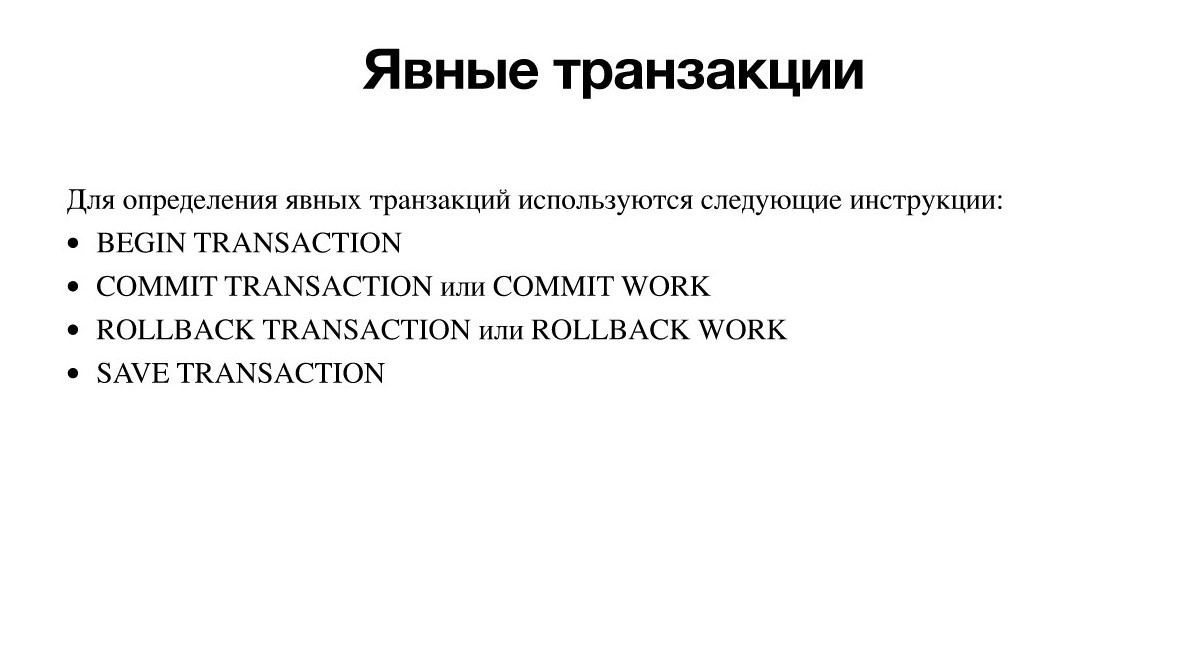 Явные транзакции
Для определения явных транзакций используются следующие инструкции:
• BEGIN TRANSACTION
• COMMIT TRANSACTION или COMMIT WORK
• ROLLBACK TRANSACTION или ROLLBACK WORK
• SAVE TRANSACTION